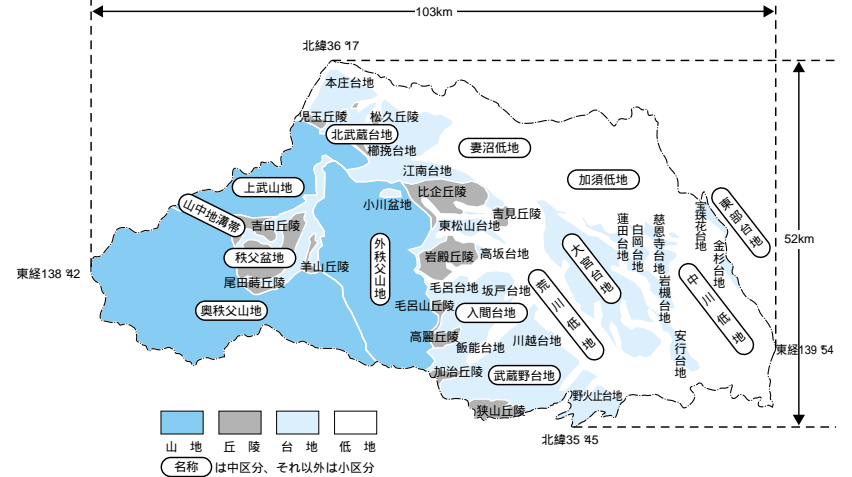 103km
北緯36°17
本庄台地
児玉丘陵
松久丘陵
北武蔵台地
櫛挽台地
妻沼低地
江南台地
加須低地
上武山地
比企丘陵
小川盆地
山中地溝帯
吉見丘陵
宝珠花台地
東部台地
吉田丘陵
東松山台地
蓮田台地
白岡台地
慈恩寺台地
金杉台地
52km
外秩父山地
大宮台地
秩父盆地
羊山丘陵
岩殿丘陵
高坂台地
東経138°42
岩槻台地
中川低地
尾田蒔丘陵
毛呂台地
坂戸台地
荒川低地
奥秩父山地
毛呂山丘陵
入間台地
高麗丘陵
飯能台地
川越台地
安行台地
東経139°54
加治丘陵
武蔵野台地
野火止台地
狭山丘陵
北緯35°45
山 地
丘 陵
台 地
低 地
名称 は中区分、それ以外は小区分